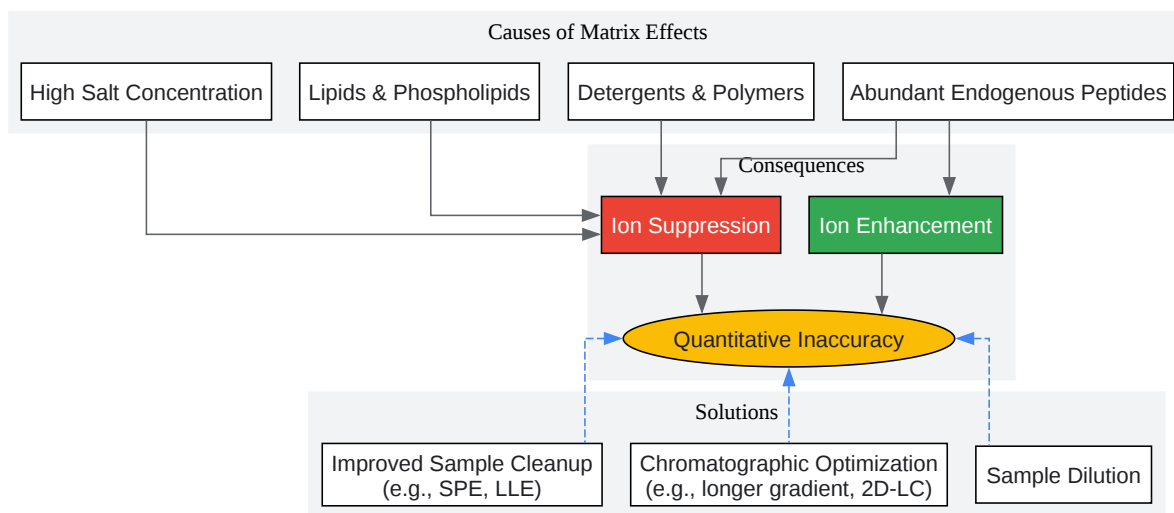 Causes of Matrix Effects
High Salt Concentration
Lipids & Phospholipids
Detergents & Polymers
Abundant Endogenous Peptides
Consequences
Ion Suppression
Ion Enhancement
Quantitative Inaccuracy
Solutions
Improved Sample Cleanup
(e.g., SPE, LLE)
Chromatographic Optimization
(e.g., longer gradient, 2D-LC)
Sample Dilution